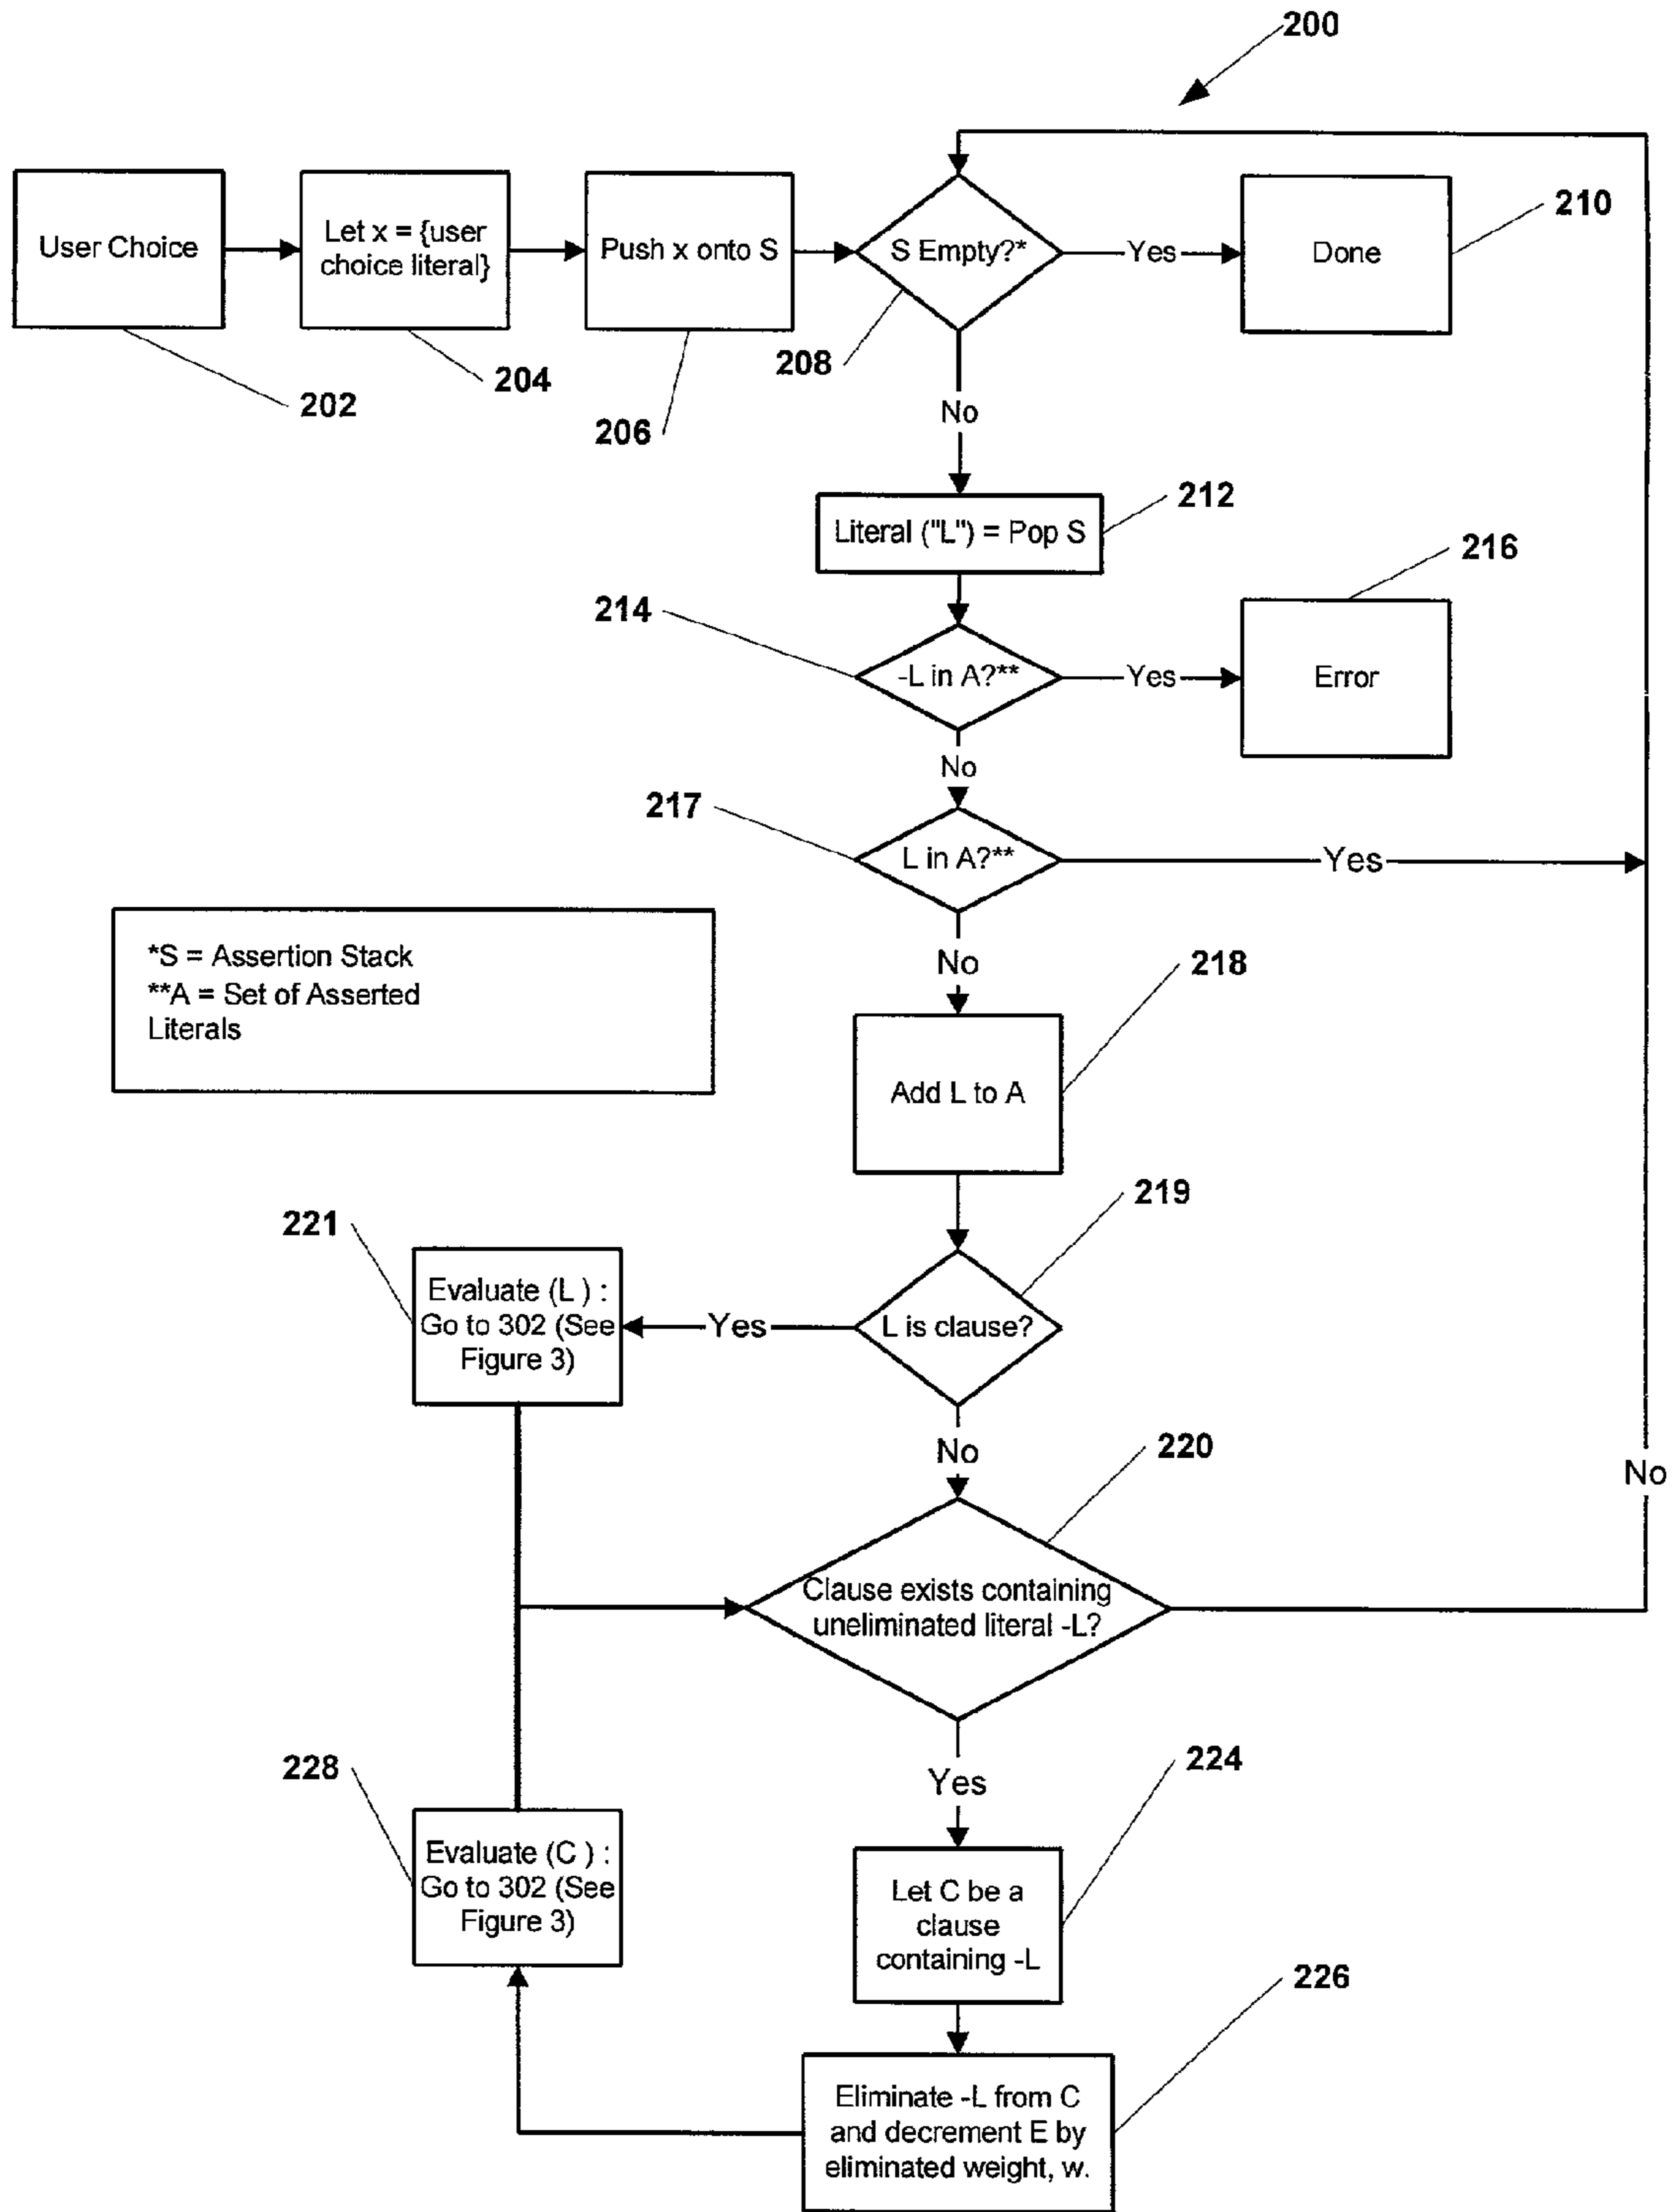 200
User Choice
Let x = {user
choice literal}
Push x onto S
S Empty?*
Yes
Done
210
202
204
206
208
No
Literal ("L") = Pop S
212
214
-L in A?**
Yes
Error
216
No
217
L in A?**
Yes
*S = Assertion Stack
**A = Set of Asserted
Literals
No
218
Add L to A
219
221
Evaluate (L ) :
Go to 302 (See
Figure 3)
Yes
L is clause?
No
220
No
Clause exists containing
uneliminated literal -L?
Yes
224
228
Evaluate (C ) :
Go to 302 (See
Figure 3)
Let C be a
clause
containing -L
226
Eliminate -L from C
and decrement E by
eliminated weight, w.